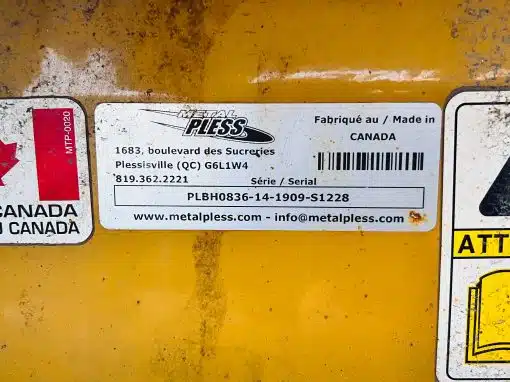 METAL
PLESS
Fabriqué au / Made in
CANADA
1683, boulevard des Sucreries
Plessisville (QC) G6L1W4
819.362.2221
Série / Serial
PLBH0836-14-1909-S1228
www.metalpless.com - info@metalpless.com
MTP-0020
CANADA
CANADA
ATT